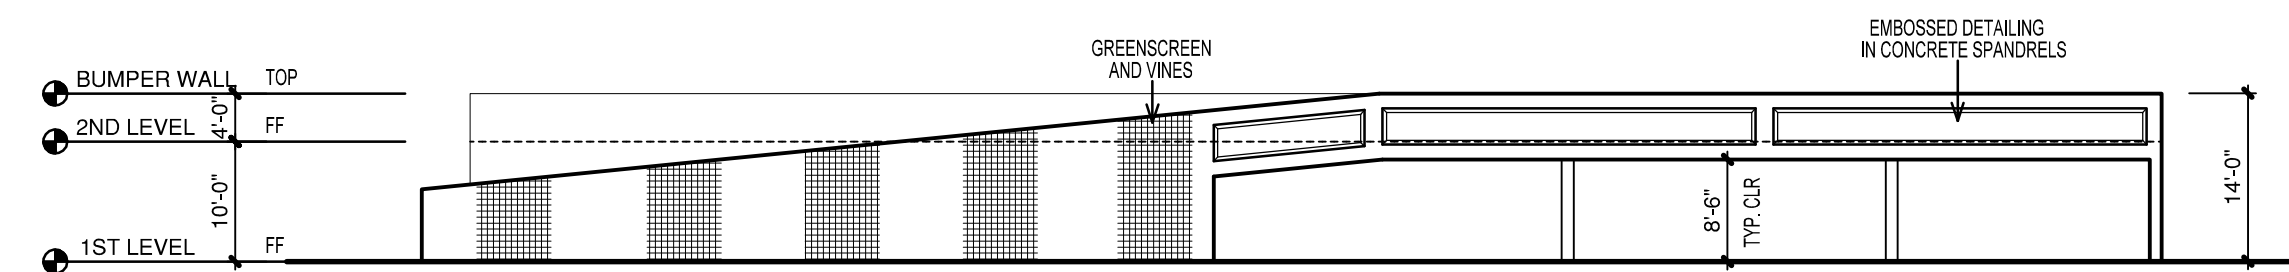 EMBOSSED DETAILING
IN CONCRETE SPANDRELS
GREENSCREEN
AND VINES
BUMPER WALL TOP
4'-0"
2ND LEVEL FF
10'-0"
1ST LEVEL FF
8'-6"
TYP. CLR
14'-0"